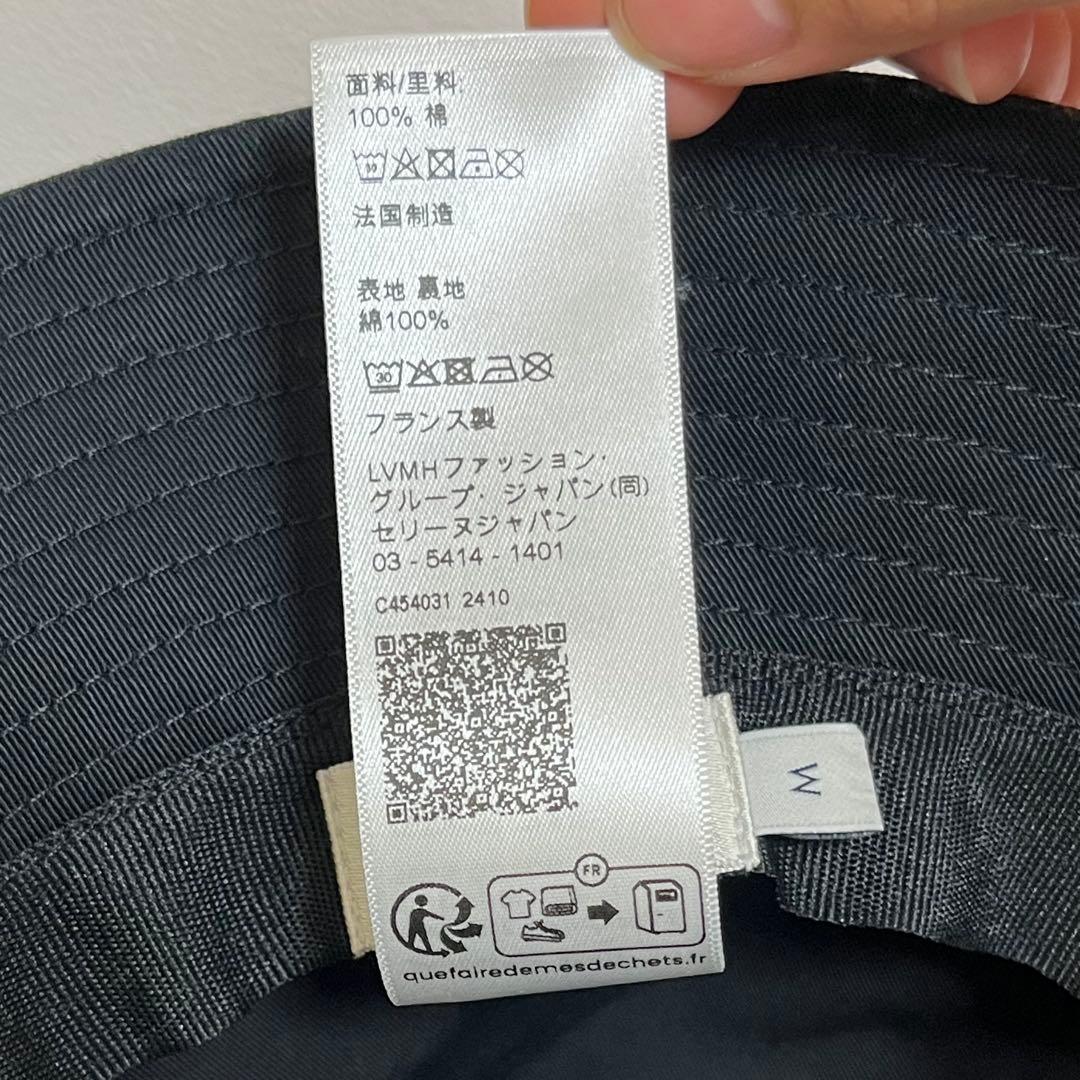 面料/里料:
100% 棉
30
法国制造
表地 裏地
綿100%
30
フランス製
LVMHファッション・
グループ・ジャパン(同)
セリーヌジャパン
03 - 5414 - 1401
C454031 2410
FR
quefairedemesdechets.fr
M